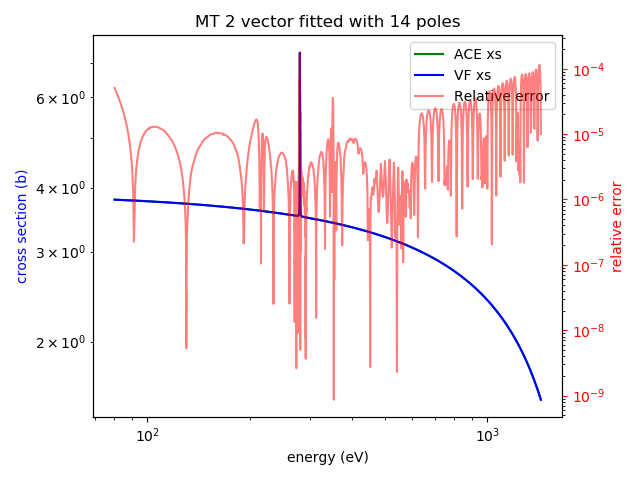 MT 2 vector fitted with 14 poles
ACE xs
VF xs
Relative error
6 × 10⁰
4 × 10⁰
3 × 10⁰
2 × 10⁰
cross section (b)
10⁻⁴
10⁻⁵
10⁻⁶
10⁻⁷
10⁻⁸
10⁻⁹
relative error
10²
10³
energy (eV)